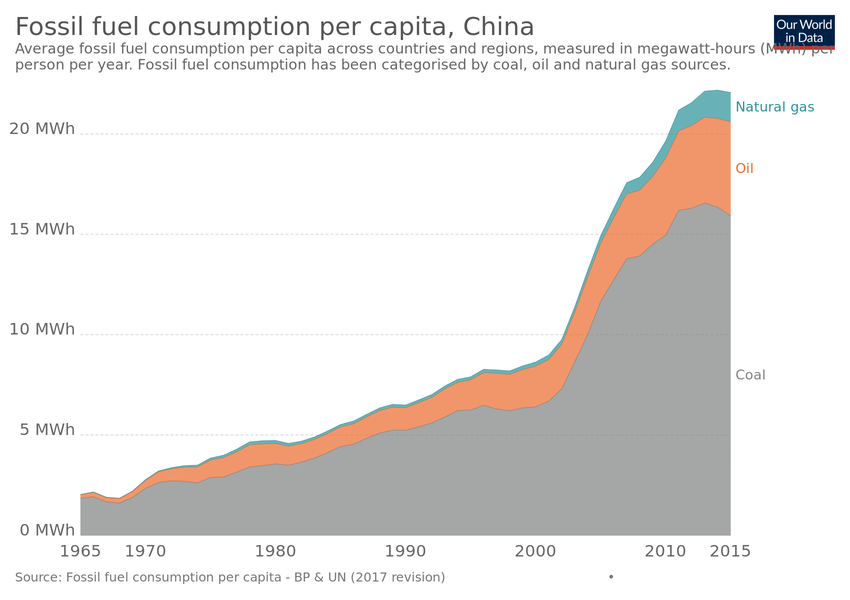 Fossil fuel consumption per capita, China
Our World
in Data
Average fossil fuel consumption per capita across countries and regions, measured in megawatt-hours (MWh) per
person per year. Fossil fuel consumption has been categorised by coal, oil and natural gas sources.
Natural gas
20 MWh
Oil
15 MWh
10 MWh
Coal
5 MWh
0 MWh
1965 1970 1980 1990 2000 2010 2015
Source: Fossil fuel consumption per capita - BP & UN (2017 revision) •